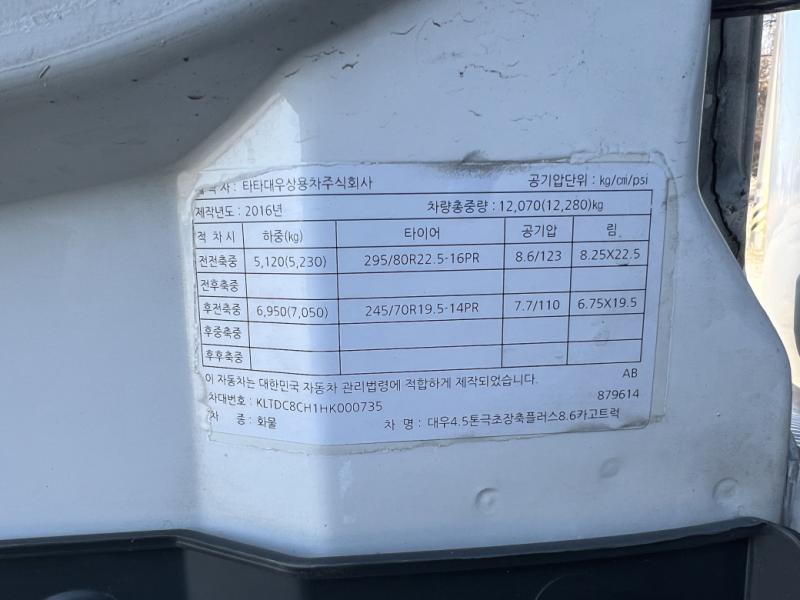 자 : 타타대우상용차주식회사 공기압단위 : kg/㎠/psi
제작년도 : 2016년 차량총중량 : 12,070(12,280)kg
적 차 시 하중(kg) 타이어 공기압 림
전전축중 5,120(5,230) 295/80R22.5-16PR 8.6/123 8.25X22.5
전후축중
후전축중 6,950(7,050) 245/70R19.5-14PR 7.7/110 6.75X19.5
후중축중
후후축중
이 자동차는 대한민국 자동차 관리법령에 적합하게 제작되었습니다. AB
차대번호 : KLTDC8CH1HK000735 879614
차 종 : 화물 차 명 : 대우4.5톤극초장축플러스8.6카고트럭